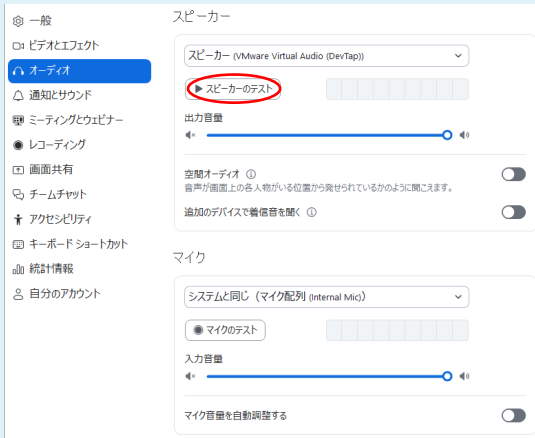 一般
ビデオとエフェクト
オーディオ
通知とサウンド
ミーティングとウェビナー
レコーディング
画面共有
チームチャット
アクセシビリティ
キーボード ショートカット
統計情報
自分のアカウント
スピーカー
スピーカー (VMware Virtual Audio (DevTap))
スピーカーのテスト
出力音量
空間オーディオ
音声が画面上の各人物がいる位置から発せられているかのように聞こえます。
追加のデバイスで着信音を聞く
マイク
システムと同じ（マイク配列 (Internal Mic)）
マイクのテスト
入力音量
マイク音量を自動調整する